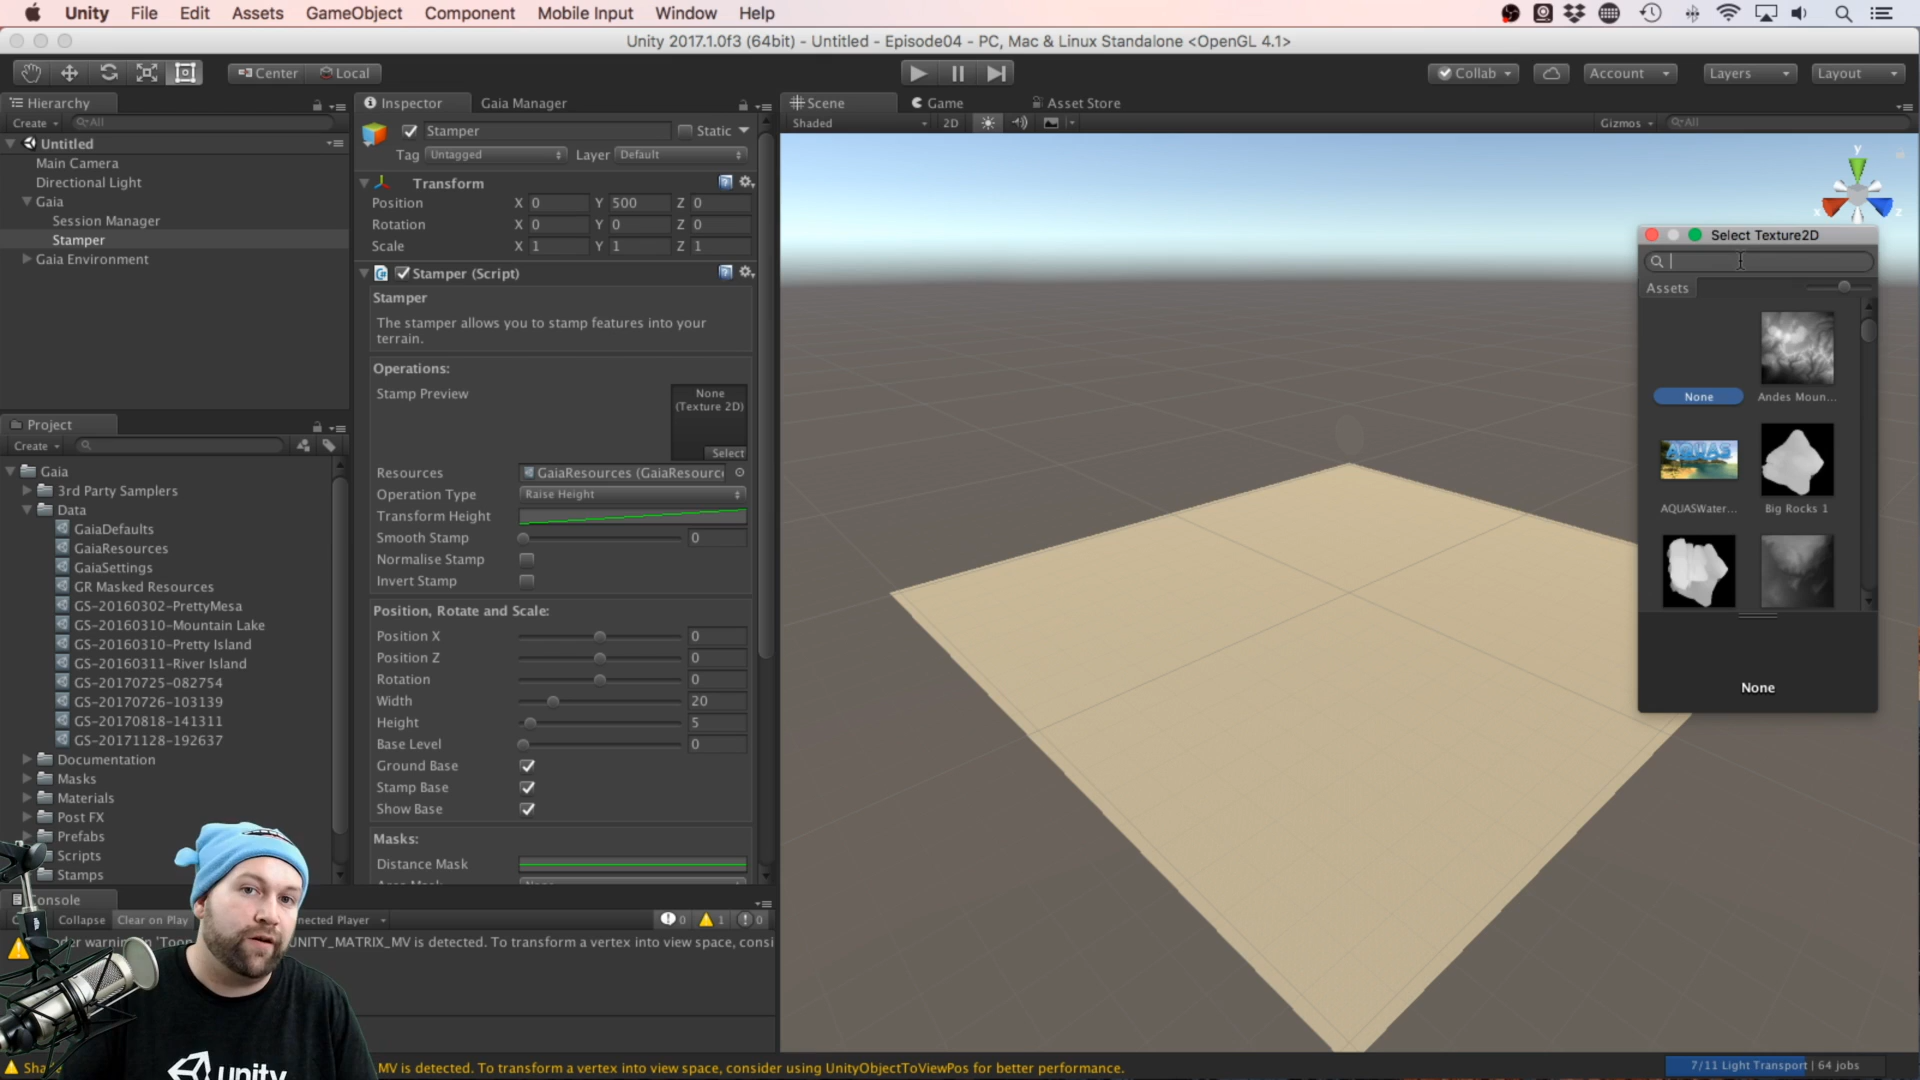 Unity File Edit Assets GameObject Component Mobile Input Window Help
Unity 2017.1.0f3 (64bit) - Untitled - Episode04 - PC, Mac & Linux Standalone <OpenGL 4.1>
Center Local Collab Account Layers Layout
Hierarchy
Create All
Untitled
Main Camera
Directional Light
Gaia
Session Manager
Stamper
Gaia Environment
Project
Create
Gaia
3rd Party Samplers
Data
GaiaDefaults
GaiaResources
GaiaSettings
GR Masked Resources
GS-20160302-PrettyMesa
GS-20160310-Mountain Lake
GS-20160310-Pretty Island
GS-20160311-River Island
GS-20170725-082754
GS-20170726-103139
GS-20170818-141311
GS-20171128-192637
Documentation
Masks
Materials
Post FX
Prefabs
Scripts
Stamps
Inspector Gaia Manager
Stamper Static
Tag Untagged Layer Default
Transform
Position X 0 Y 500 Z 0
Rotation X 0 Y 0 Z 0
Scale X 1 Y 1 Z 1
Stamper (Script)
Stamper
The stamper allows you to stamp features into your
terrain.
Operations:
Stamp Preview
None
(Texture 2D)
Select
Resources GaiaResources (GaiaResourc
Operation Type Raise Height
Transform Height
Smooth Stamp 0
Normalise Stamp
Invert Stamp
Position, Rotate and Scale:
Position X 0
Position Z 0
Rotation 0
Width 20
Height 5
Base Level 0
Ground Base
Stamp Base
Show Base
Masks:
Distance Mask
Scene Game Asset Store
Shaded 2D Gizmos All
y
x z
Select Texture2D
Assets
None Andes Moun...
AQUAS
AQUASWater... Big Rocks 1
None
Console
Collapse Clear on Play nected Player 0 1 0
der warning in 'Toon UNITY_MATRIX_MV is detected. To transform a vertex into view space, consi
unity
Shad MV is detected. To transform a vertex into view space, consider using UnityObjectToViewPos for better performance.
7/11 Light Transport | 64 jobs